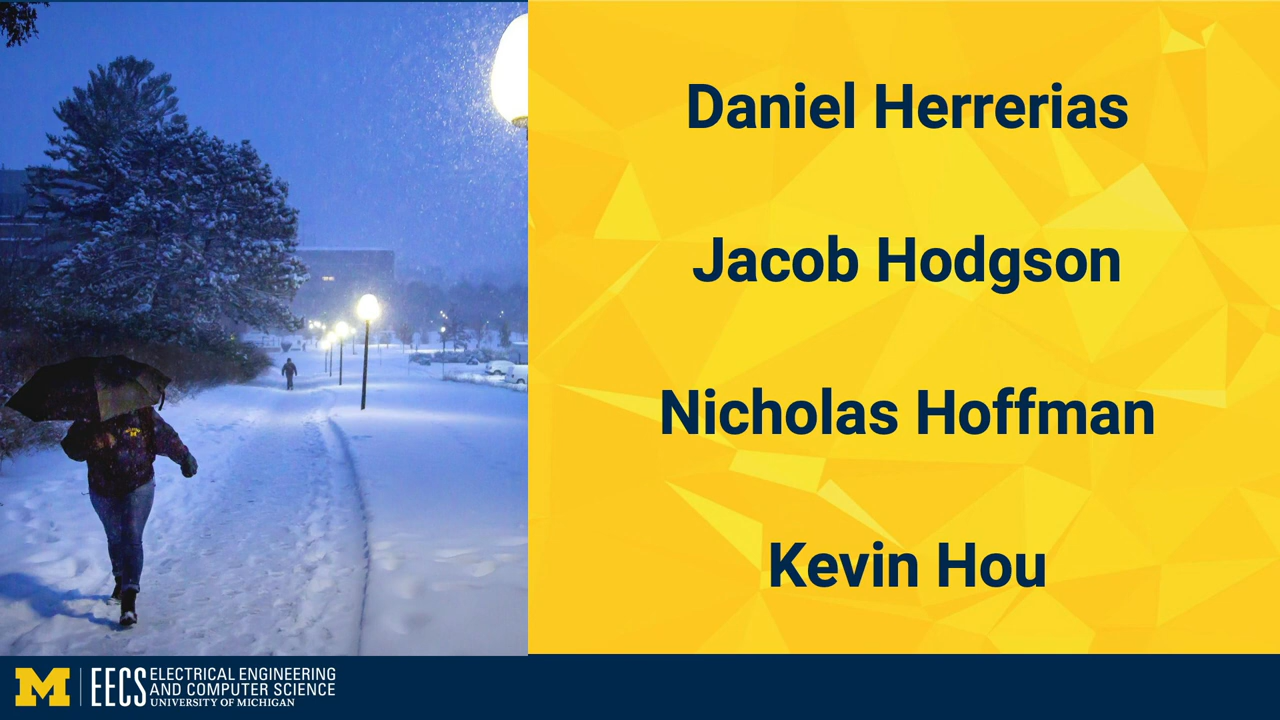 Daniel Herrerias
Jacob Hodgson
Nicholas Hoffman
Kevin Hou
M
EECS
ELECTRICAL ENGINEERING
AND COMPUTER SCIENCE
UNIVERSITY OF MICHIGAN